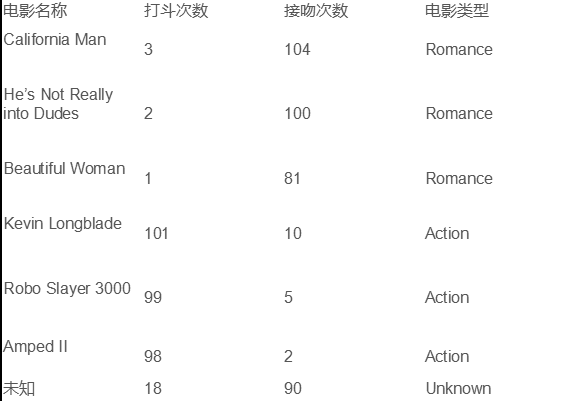 电影名称 打斗次数 接吻次数 电影类型
California Man 3 104 Romance
He’s Not Really
into Dudes 2 100 Romance
Beautiful Woman 1 81 Romance
Kevin Longblade 101 10 Action
Robo Slayer 3000 99 5 Action
Amped II 98 2 Action
未知 18 90 Unknown